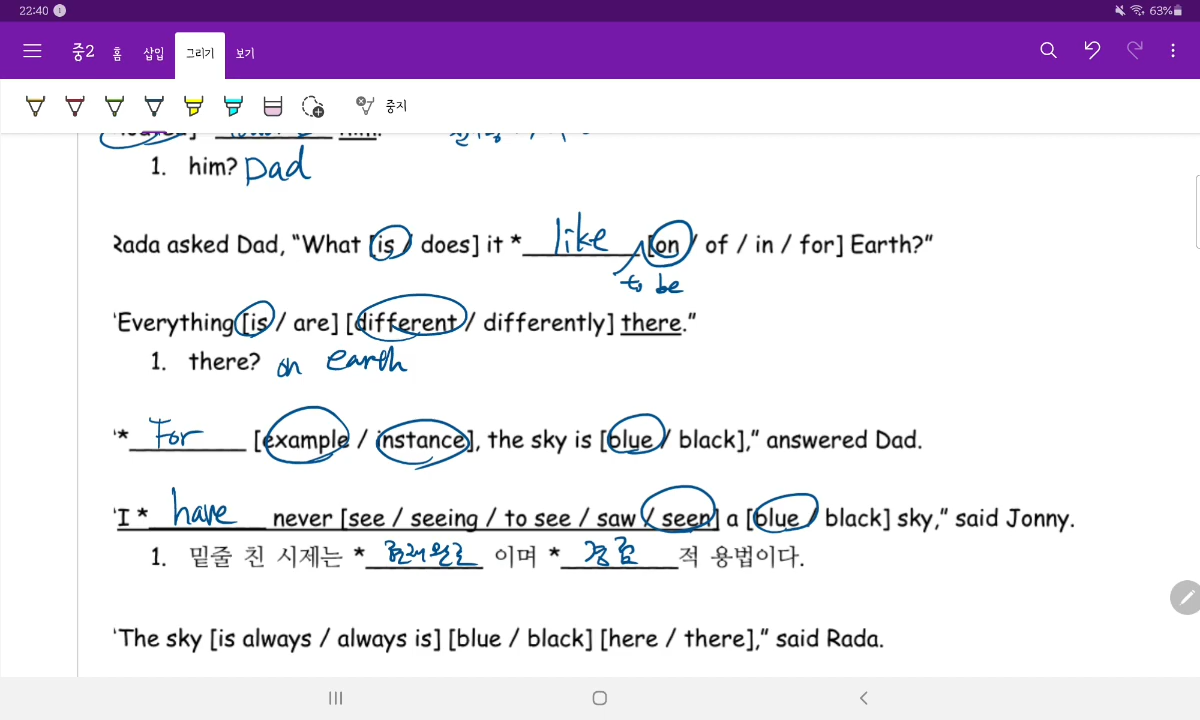 22:40 63%
중2 홈 삽입 그리기 보기
중지
him.
1. him? Dad
Rada asked Dad, “What [is / does] it * like [on / of / in / for] Earth?”
to be
‘Everything [is / are] [different / differently] there.”
1. there? on earth
‘* For [example / instance], the sky is [blue / black],” answered Dad.
‘I * have never [see / seeing / to see / saw / seen] a [blue / black] sky,” said Jonny.
1. 밑줄 친 시제는 * 현재완료 이며 * 경험 적 용법이다.
‘The sky [is always / always is] [blue / black] [here / there],” said Rada.